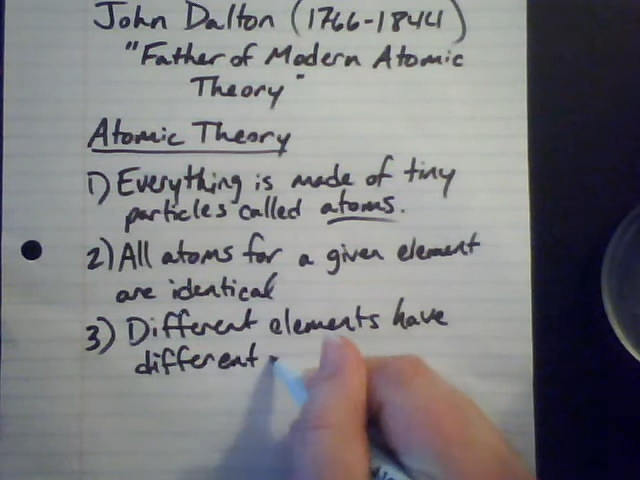 John Dalton (1766-1844)
"Father of Modern Atomic
Theory"
Atomic Theory
1) Everything is made of tiny
particles called atoms.
2) All atoms for a given element
are identical
3) Different elements have
different